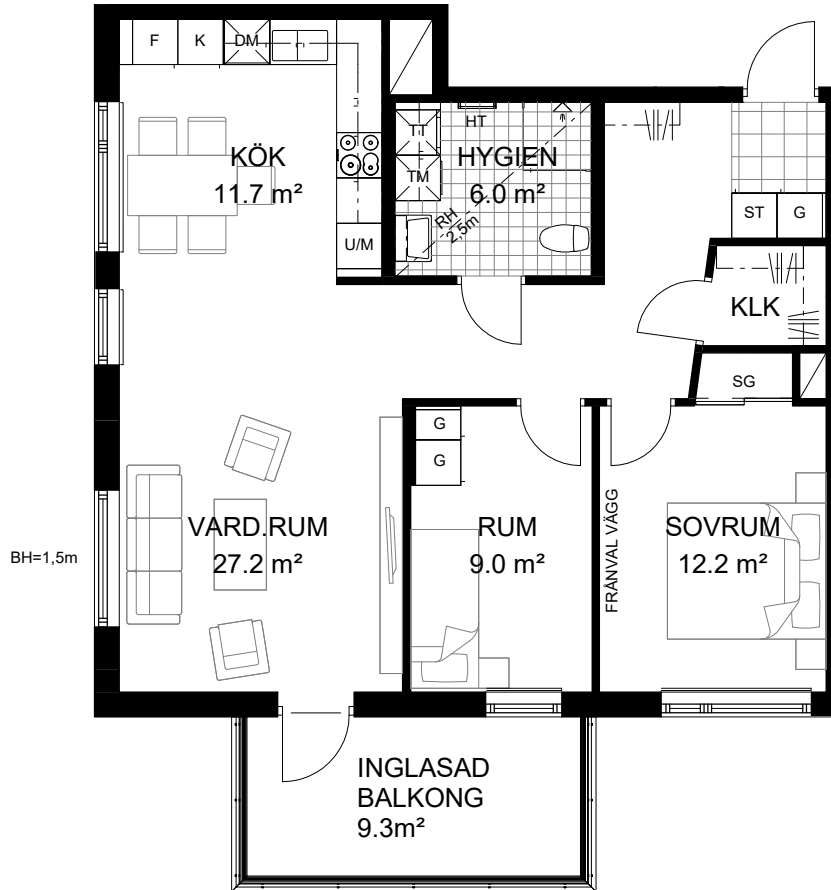 F
K
DM
HT
TT
KÖK
11.7 m²
HYGIEN
6.0 m²
TM
ST
G
RH
2,5m
U/M
KLK
SG
G
G
VARD.RUM
27.2 m²
RUM
9.0 m²
FRÅNVAL VÄGG
SOVRUM
12.2 m²
BH=1,5m
INGLASAD
BALKONG
9.3m²